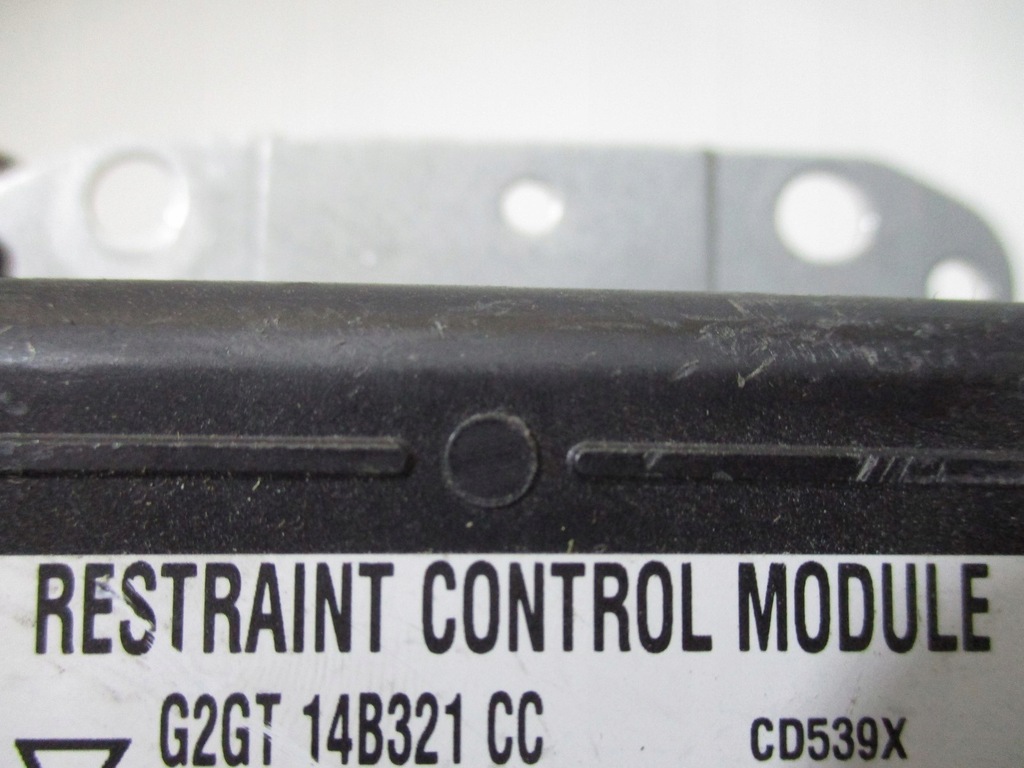 RESTRAINT CONTROL MODULE
G2GT 14B321 CC
CD539X